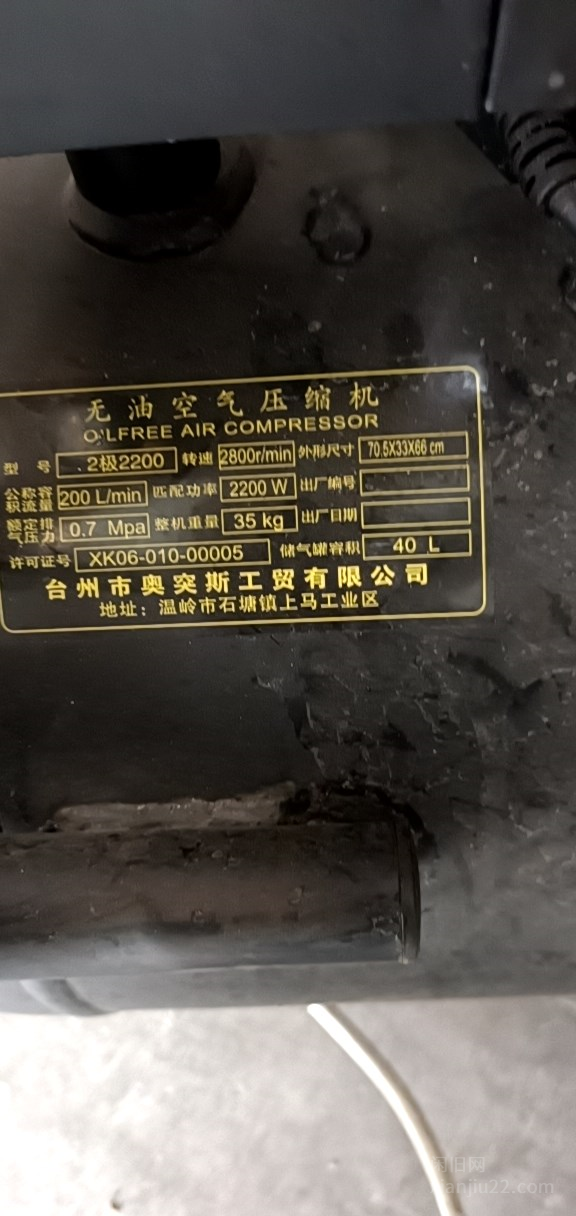 无油空气压缩机
OILFREE AIR COMPRESSOR
型 号 2极2200 转速 2800r/min 外形尺寸 70.5X33X66 cm
公称容积流量 200 L/min 匹配功率 2200 W 出厂编号
额定排气压力 0.7 Mpa 整机重量 35 kg 出厂日期
许可证号 XK06-010-00005 储气罐容积 40 L
台州市奥突斯工贸有限公司
地址：温岭市石塘镇上马工业区
闲旧网
xianjiu22.com